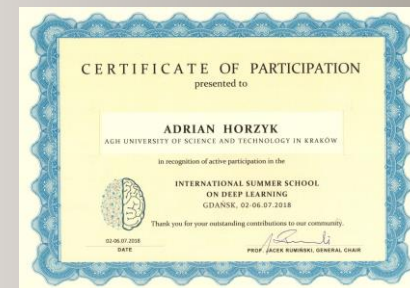 CERTIFICATE OF PARTICIPATION
presented to
ADRIAN HORZYK
AGH UNIVERSITY OF SCIENCE AND TECHNOLOGY IN KRAKÓW
in recognition of active participation in the
INTERNATIONAL SUMMER SCHOOL
ON DEEP LEARNING
GDAŃSK, 02-06.07.2018
Thank you for your outstanding contributions to our community.
02-06.07.2018
DATE
PROF. JACEK RUMIŃSKI, GENERAL CHAIR